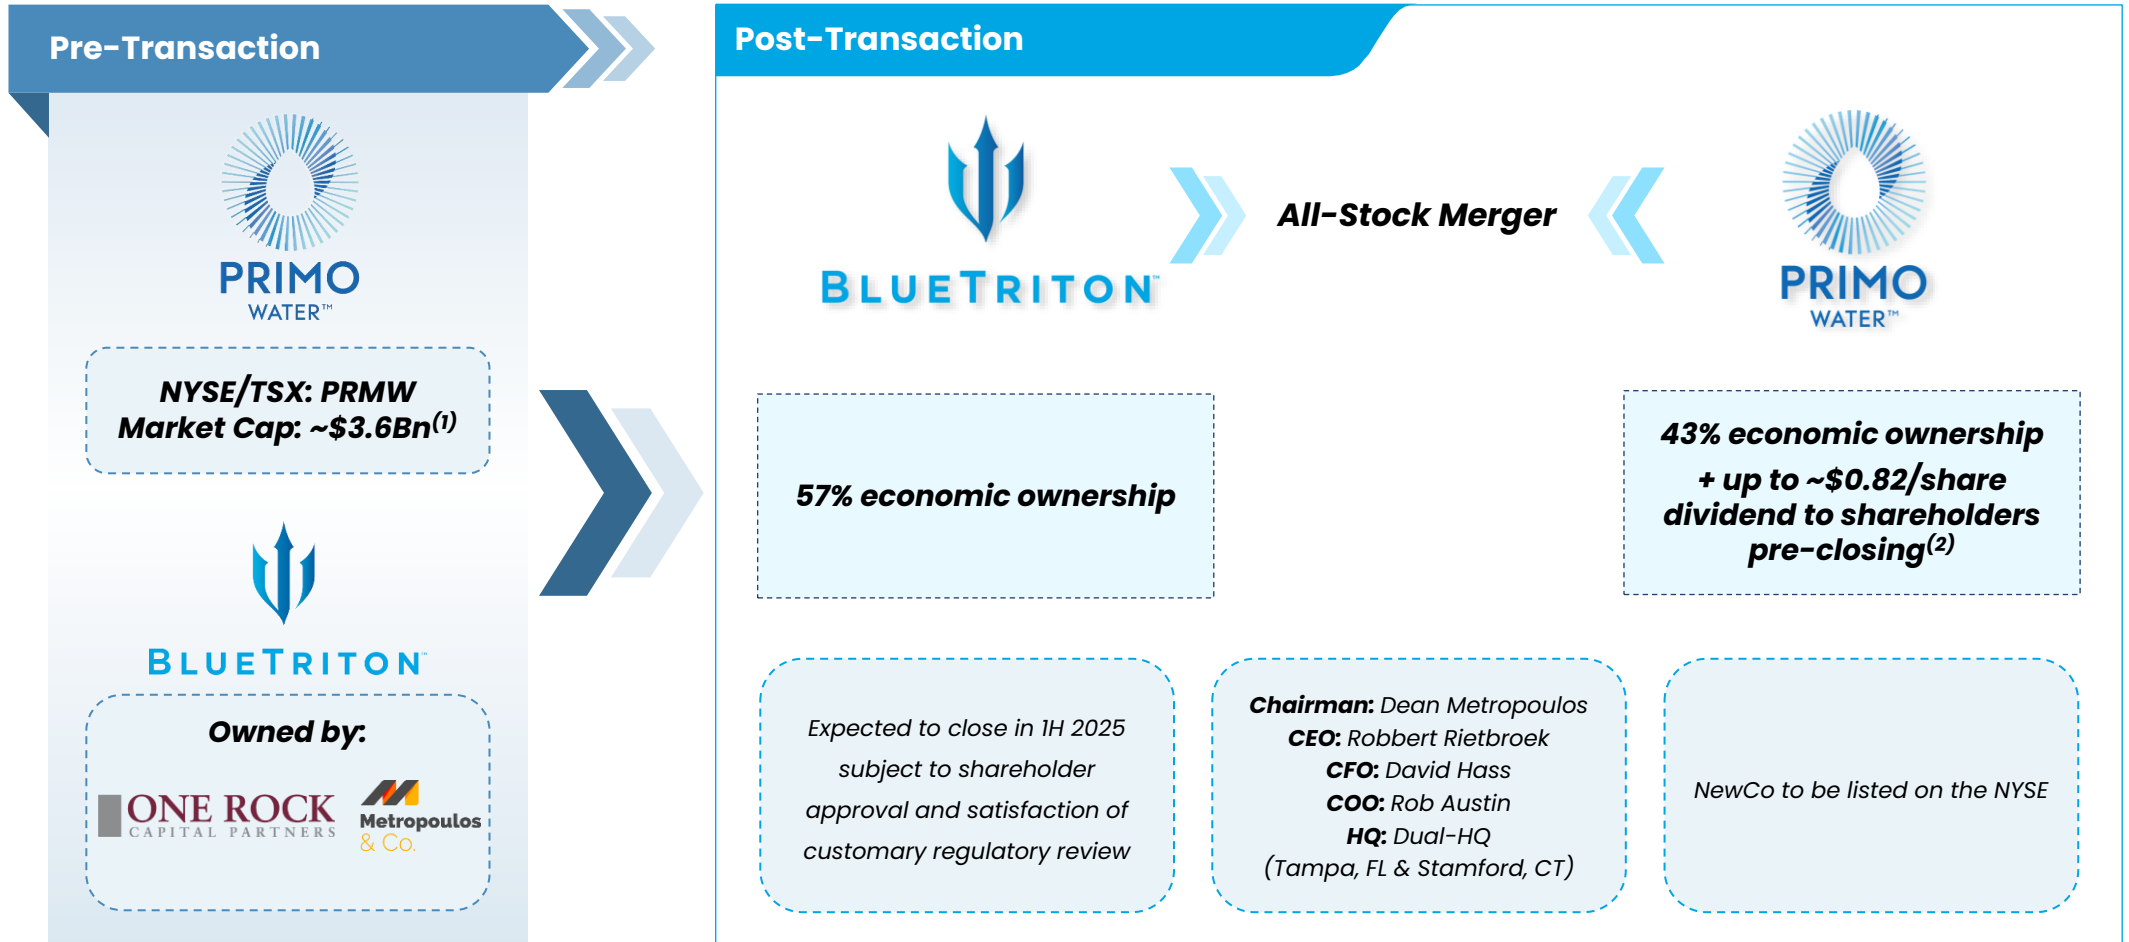 Pre-Transaction
PRIMO
WATER™
NYSE/TSX: PRMW
Market Cap: ~$3.6Bn(1)
BLUETRITON™
Owned by:
ONE ROCK
CAPITAL PARTNERS
Metropoulos
& Co.
Post-Transaction
BLUETRITON™
All-Stock Merger
PRIMO
WATER™
57% economic ownership
43% economic ownership
+ up to ~$0.82/share
dividend to shareholders
pre-closing(2)
Expected to close in 1H 2025
subject to shareholder
approval and satisfaction of
customary regulatory review
Chairman: Dean Metropoulos
CEO: Robbert Rietbroek
CFO: David Hass
COO: Rob Austin
HQ: Dual-HQ
(Tampa, FL & Stamford, CT)
NewCo to be listed on the NYSE